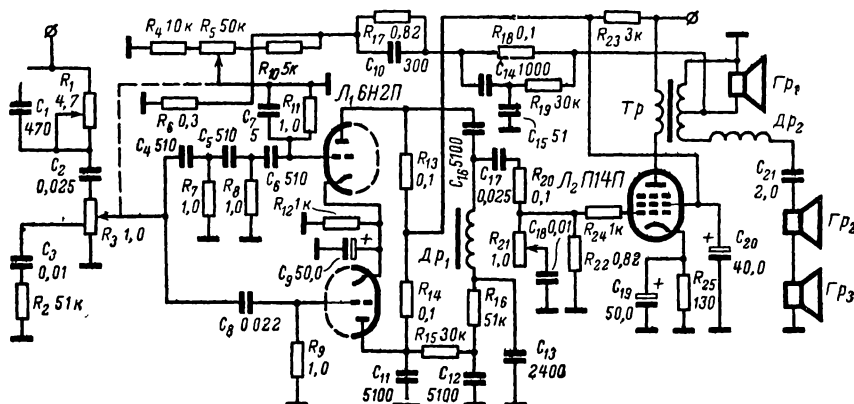 R4 10к
R5 50к
R17 0,82
R23 3к
R1
4,7
R10 5к
C10
300
R18 0,1
C14 1000
Гр1
C1
470
R6 0,3
C7
5
R11
1,0
Л1 6Н2П
R19 30к
C15 51
Тр
Др2
C4 510
C5 510
C6 510
C2
0,025
R13
0,1
C16 5100
C17
0,025
R20
0,1
Л2 П14П
C21
2,0
R7
1,0
R8
1,0
R12 1к
Гр2
R3 1,0
C3
0,01
C9 50,0
+
Др1
R21
1,0
C18 0,01
R24 1к
R22 0,82
+
C20
40,0
R2 51к
C8 0,022
R14
0,1
R16
51к
C19
50,0
+
R25
130
Гр3
R9
1,0
R15 30к
C13
2400
C11
5100
C12
5100